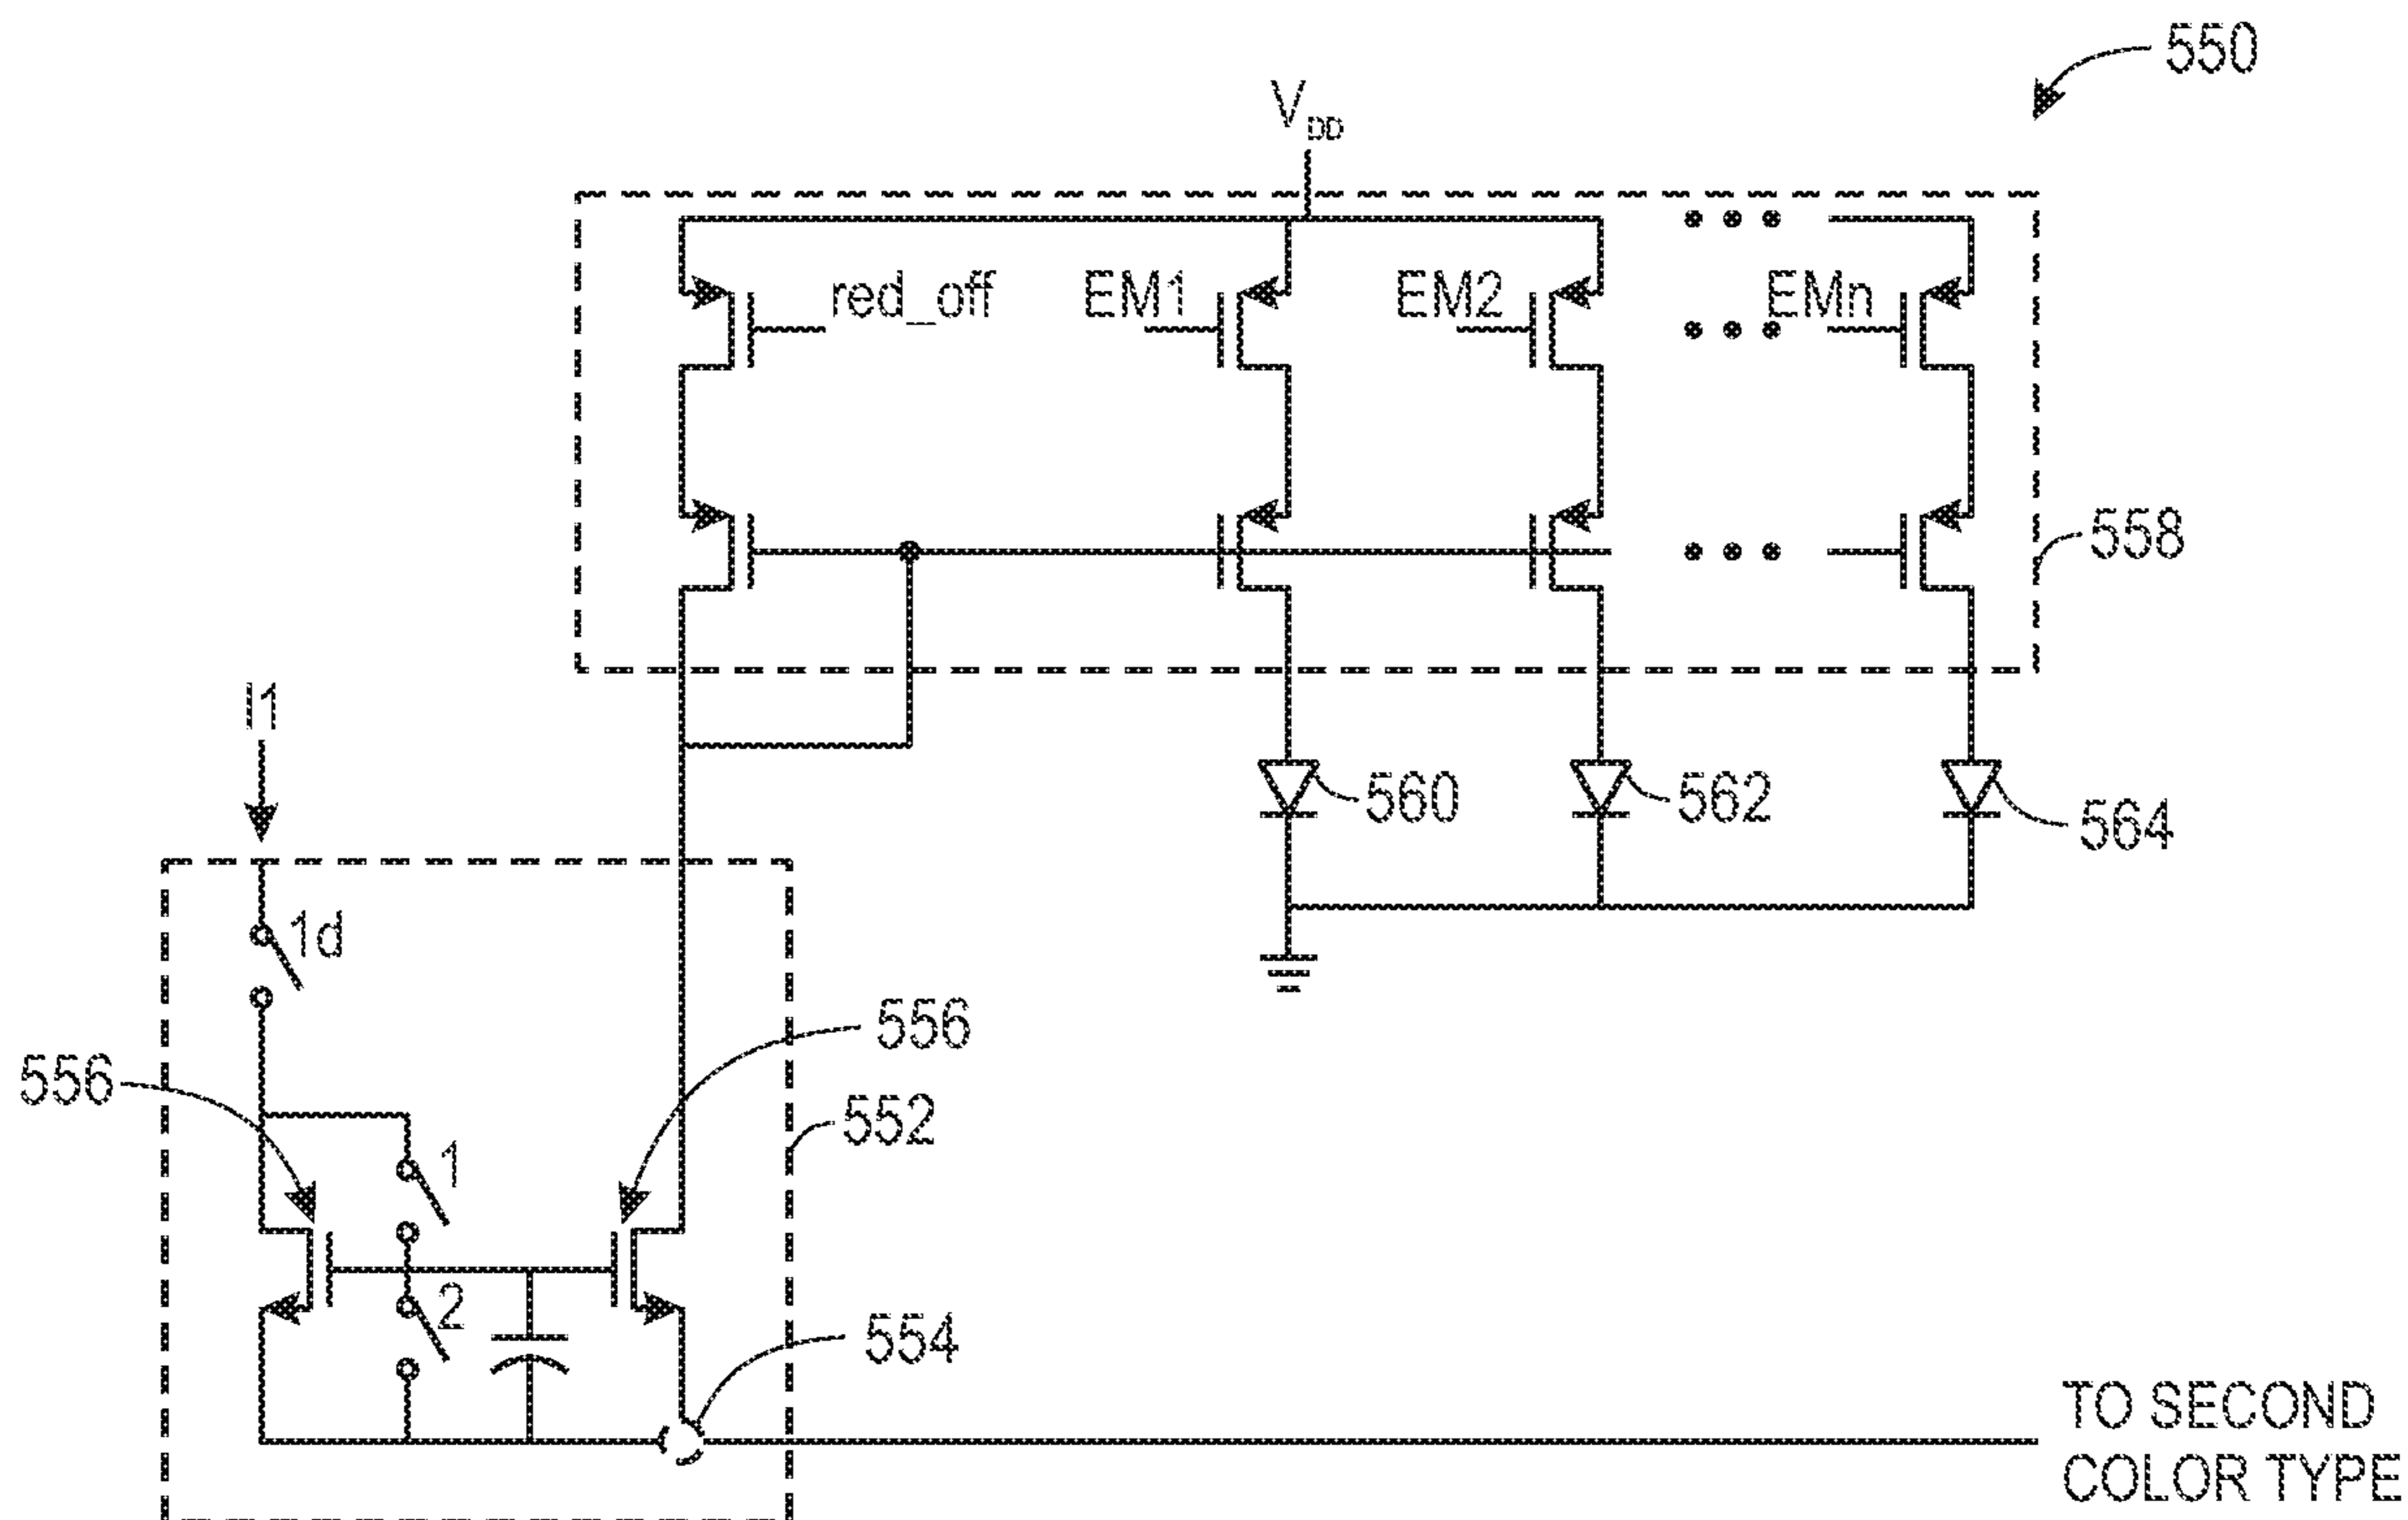 550
VDD
red_off
EM1
EM2
EMn
558
I1
560
562
564
1d
556
556
552
1
2
554
TO SECOND
COLOR TYPE